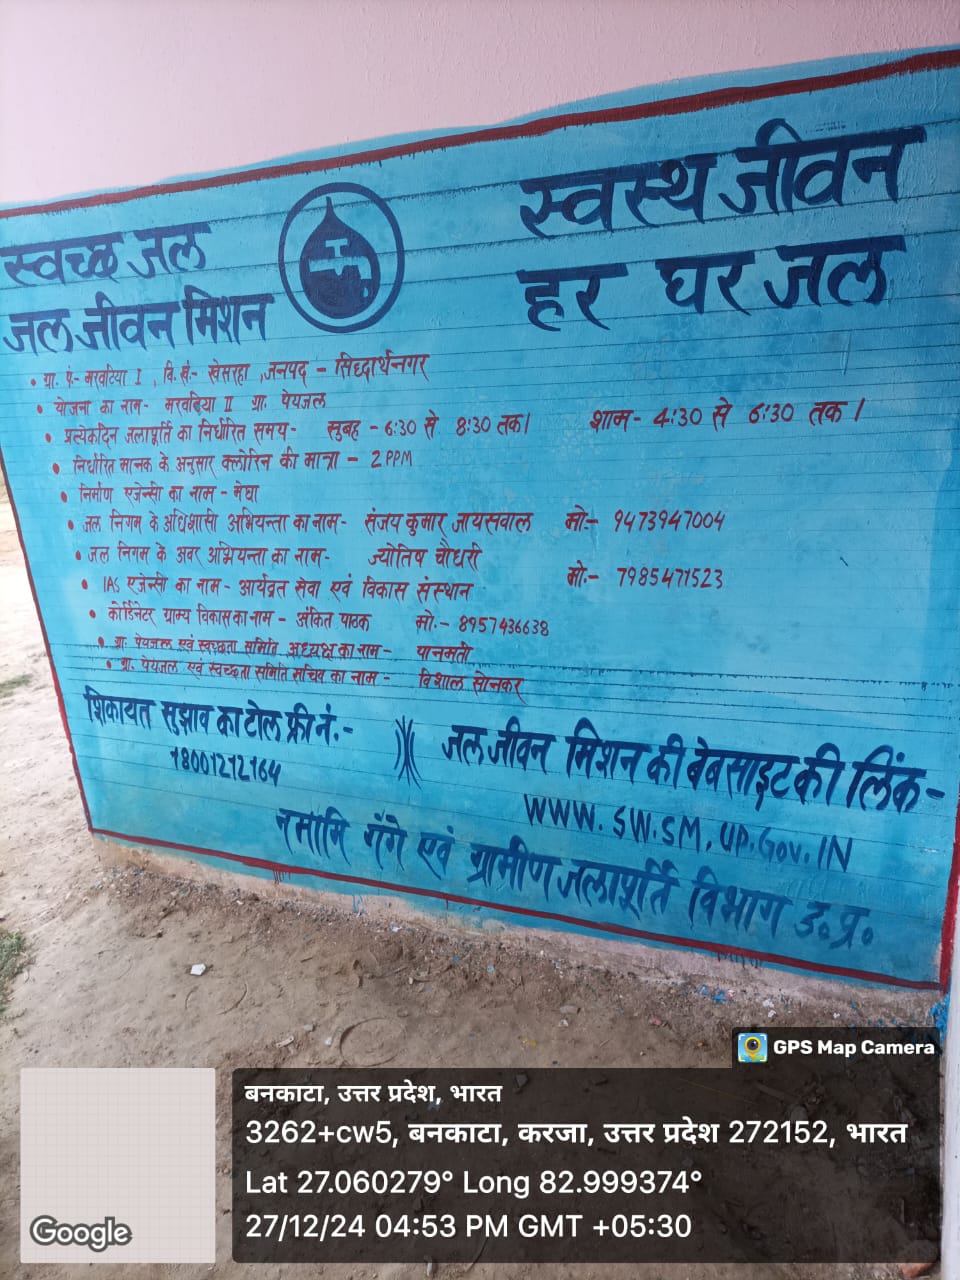 स्वच्छ जल
जल जीवन मिशन
स्वस्थ जीवन
हर घर जल
• ग्रा. पं.- मरवटिया I , वि. खं.- खेसरहा , जनपद - सिद्धार्थनगर
• योजना का नाम- मरवटिया II ग्रा. पेयजल
• प्रत्येकदिन जलापूर्ति का निर्धारित समय- सुबह - 6:30 से 8:30 तक। शाम- 4:30 से 6:30 तक।
• निर्धारित मानक के अनुसार क्लोरिन की मात्रा - 2 PPM
• निर्माण एजेन्सी का नाम - मेघा
• जल निगम के अधिशासी अभियन्ता का नाम- संजय कुमार जायसवाल मो:- 9473947004
• जल निगम के अवर अभियन्ता का नाम- ज्योतिष चौधरी मो:- 7985471523
• IAS एजेन्सी का नाम - आर्यव्रत सेवा एवं विकास संस्थान
• कोर्डिनेटर ग्राम्य विकास का नाम - अंकित पाठक मो.- 8957436638
• ग्रा. पेयजल एवं स्वच्छता समिति अध्यक्ष का नाम - पानमती
• ग्रा. पेयजल एवं स्वच्छता समिति सचिव का नाम - विशाल सोनकर
शिकायत सुझाव का टोल फ्री नं.-
18001212164
जल जीवन मिशन की वेबसाइट की लिंक-
WWW. SW.SM. UP.Gov.IN
नमामि गंगे एवं ग्रामीण जलापूर्ति विभाग उ.प्र.
GPS Map Camera
बनकाटा, उत्तर प्रदेश, भारत
3262+cw5, बनकाटा, करजा, उत्तर प्रदेश 272152, भारत
Lat 27.060279° Long 82.999374°
27/12/24 04:53 PM GMT +05:30
Google